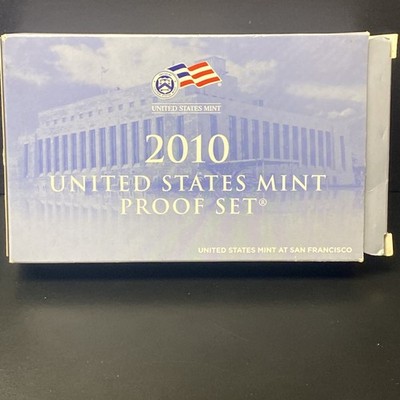 UNITED STATES MINT
2010
UNITED STATES MINT
PROOF SET®
UNITED STATES MINT AT SAN FRANCISCO